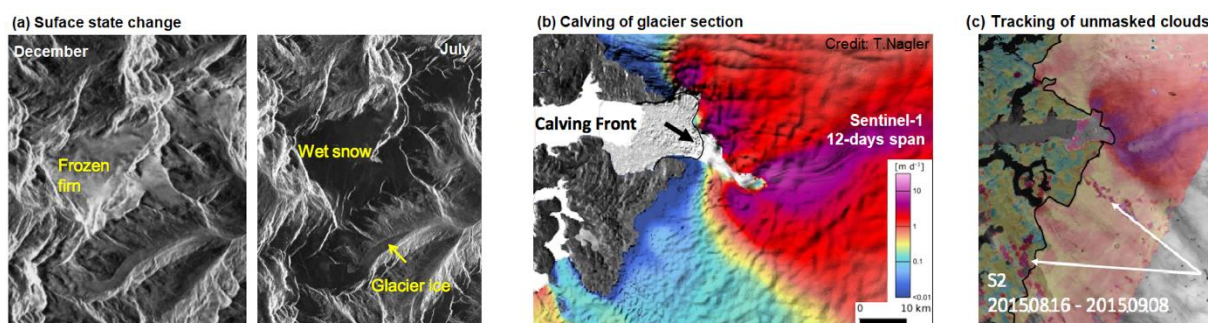 (a) Suface state change
December
Frozen
firn
July
Wet snow
Glacier ice
(b) Calving of glacier section
Credit: T.Nagler
Calving Front
Sentinel-1
12-days span
[m d⁻¹]
10
1
0.1
<0.01
0 10 km
(c) Tracking of unmasked clouds
S2
20150816 - 20150908